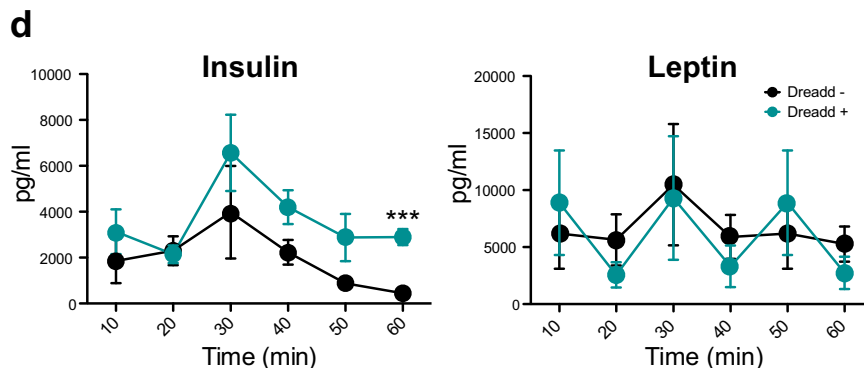 d
Insulin
pg/ml
10000
8000
6000
4000
2000
0
***
10 20 30 40 50 60
Time (min)
Leptin
pg/ml
20000
15000
10000
5000
0
Dreadd -
Dreadd +
10 20 30 40 50 60
Time (min)